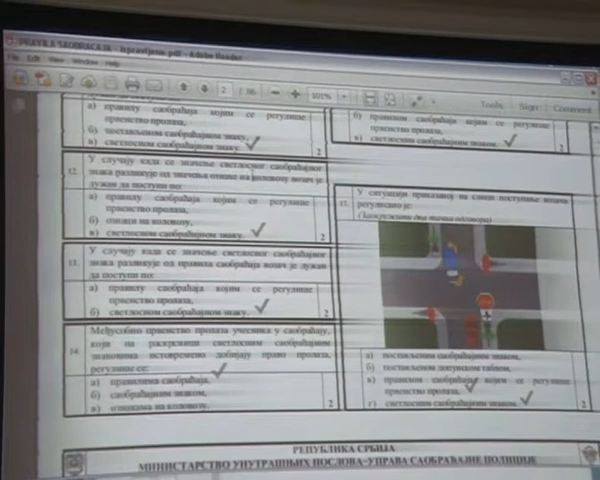 PRAVILA SAOBRACAJA - ispravljeno.pdf - Adobe Reader
File Edit View Window Help
2 / 86 101% Tools Sign Comment
а) правилу саобраћаја којим се регулише
првенство пролаза,
б) постављеном саобраћајном знаку,
в) светлосном саобраћајном знаку.
2
12.
У случају када се значење светлосног саобраћајног
знака разликује од значења ознаке на коловозу возач је
дужан да поступи по:
а) правилу саобраћаја којим се регулише
првенство пролаза,
б) ознаци на коловозу,
в) светлосном саобраћајном знаку.
2
13.
У случају када се значење светлосног саобраћајног
знака разликује од правила саобраћаја возач је дужан
да поступи по:
а) правилу саобраћаја којим се регулише
првенство пролаза,
б) светлосном саобраћајном знаку.
2
14.
Међусобно првенство пролаза учесника у саобраћају,
који на раскрсници светлосним саобраћајним
знаковима истовремено добијају право пролаза,
регулише се:
а) правилима саобраћаја,
б) саобраћајним знаком,
в) ознакама на коловозу.
2
б) правилом саобраћаја којим се регулише
првенство пролаза,
в) светлосним саобраћајним знаком.
2
У ситуацији приказаној на слици поступање возача
регулисано је:
(Заокружити два тачна одговора)
а) постављеним саобраћајним знаком,
б) постављеном допунском таблом,
в) правилом саобраћаја којим се регулише
првенство пролаза,
г) светлосним саобраћајним знаком.
2
РЕПУБЛИКА СРБИЈА
МИНИСТАРСТВО УНУТРАШЊИХ ПОСЛОВА-УПРАВА САОБРАЋАЈНЕ ПОЛИЦИЈЕ